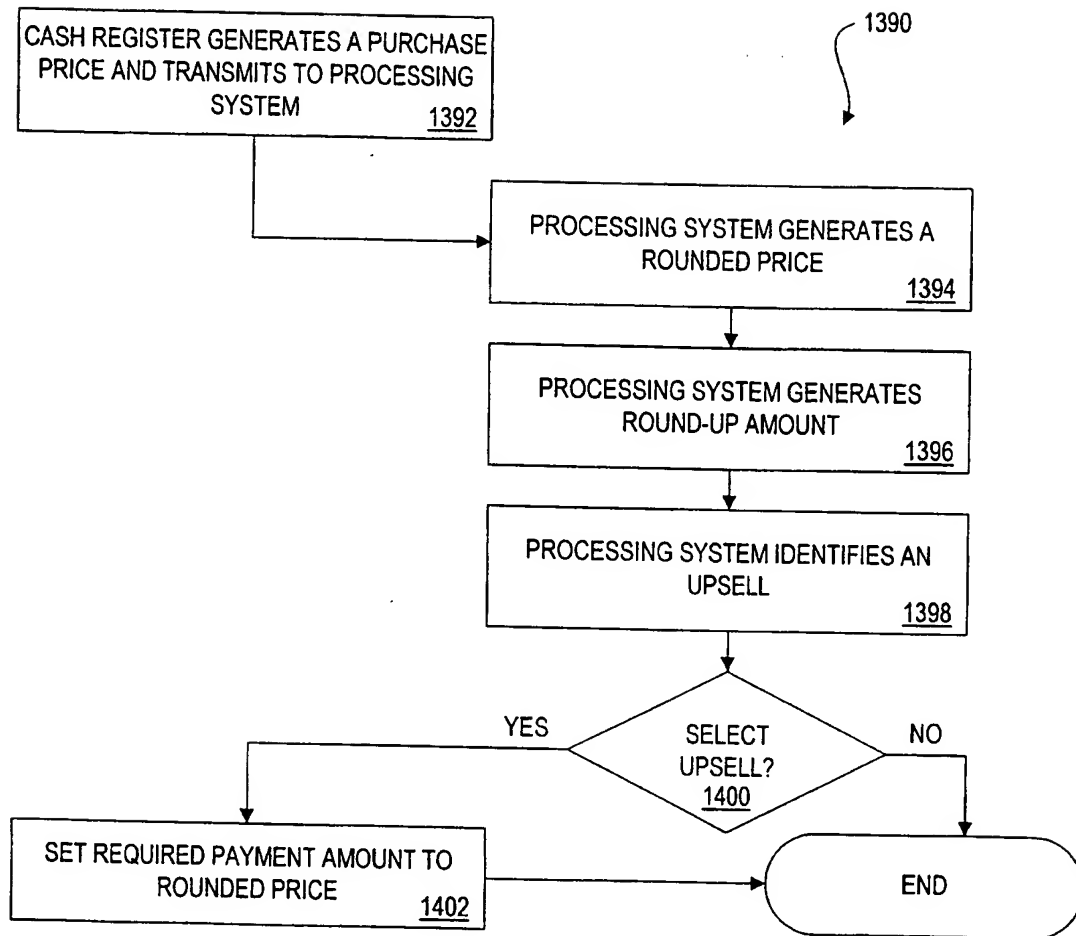 CASH REGISTER GENERATES A PURCHASE
PRICE AND TRANSMITS TO PROCESSING
SYSTEM
1392
1390
PROCESSING SYSTEM GENERATES A
ROUNDED PRICE
1394
PROCESSING SYSTEM GENERATES
ROUND-UP AMOUNT
1396
PROCESSING SYSTEM IDENTIFIES AN
UPSELL
1398
YES
SELECT
UPSELL?
1400
NO
SET REQUIRED PAYMENT AMOUNT TO
ROUNDED PRICE
1402
END